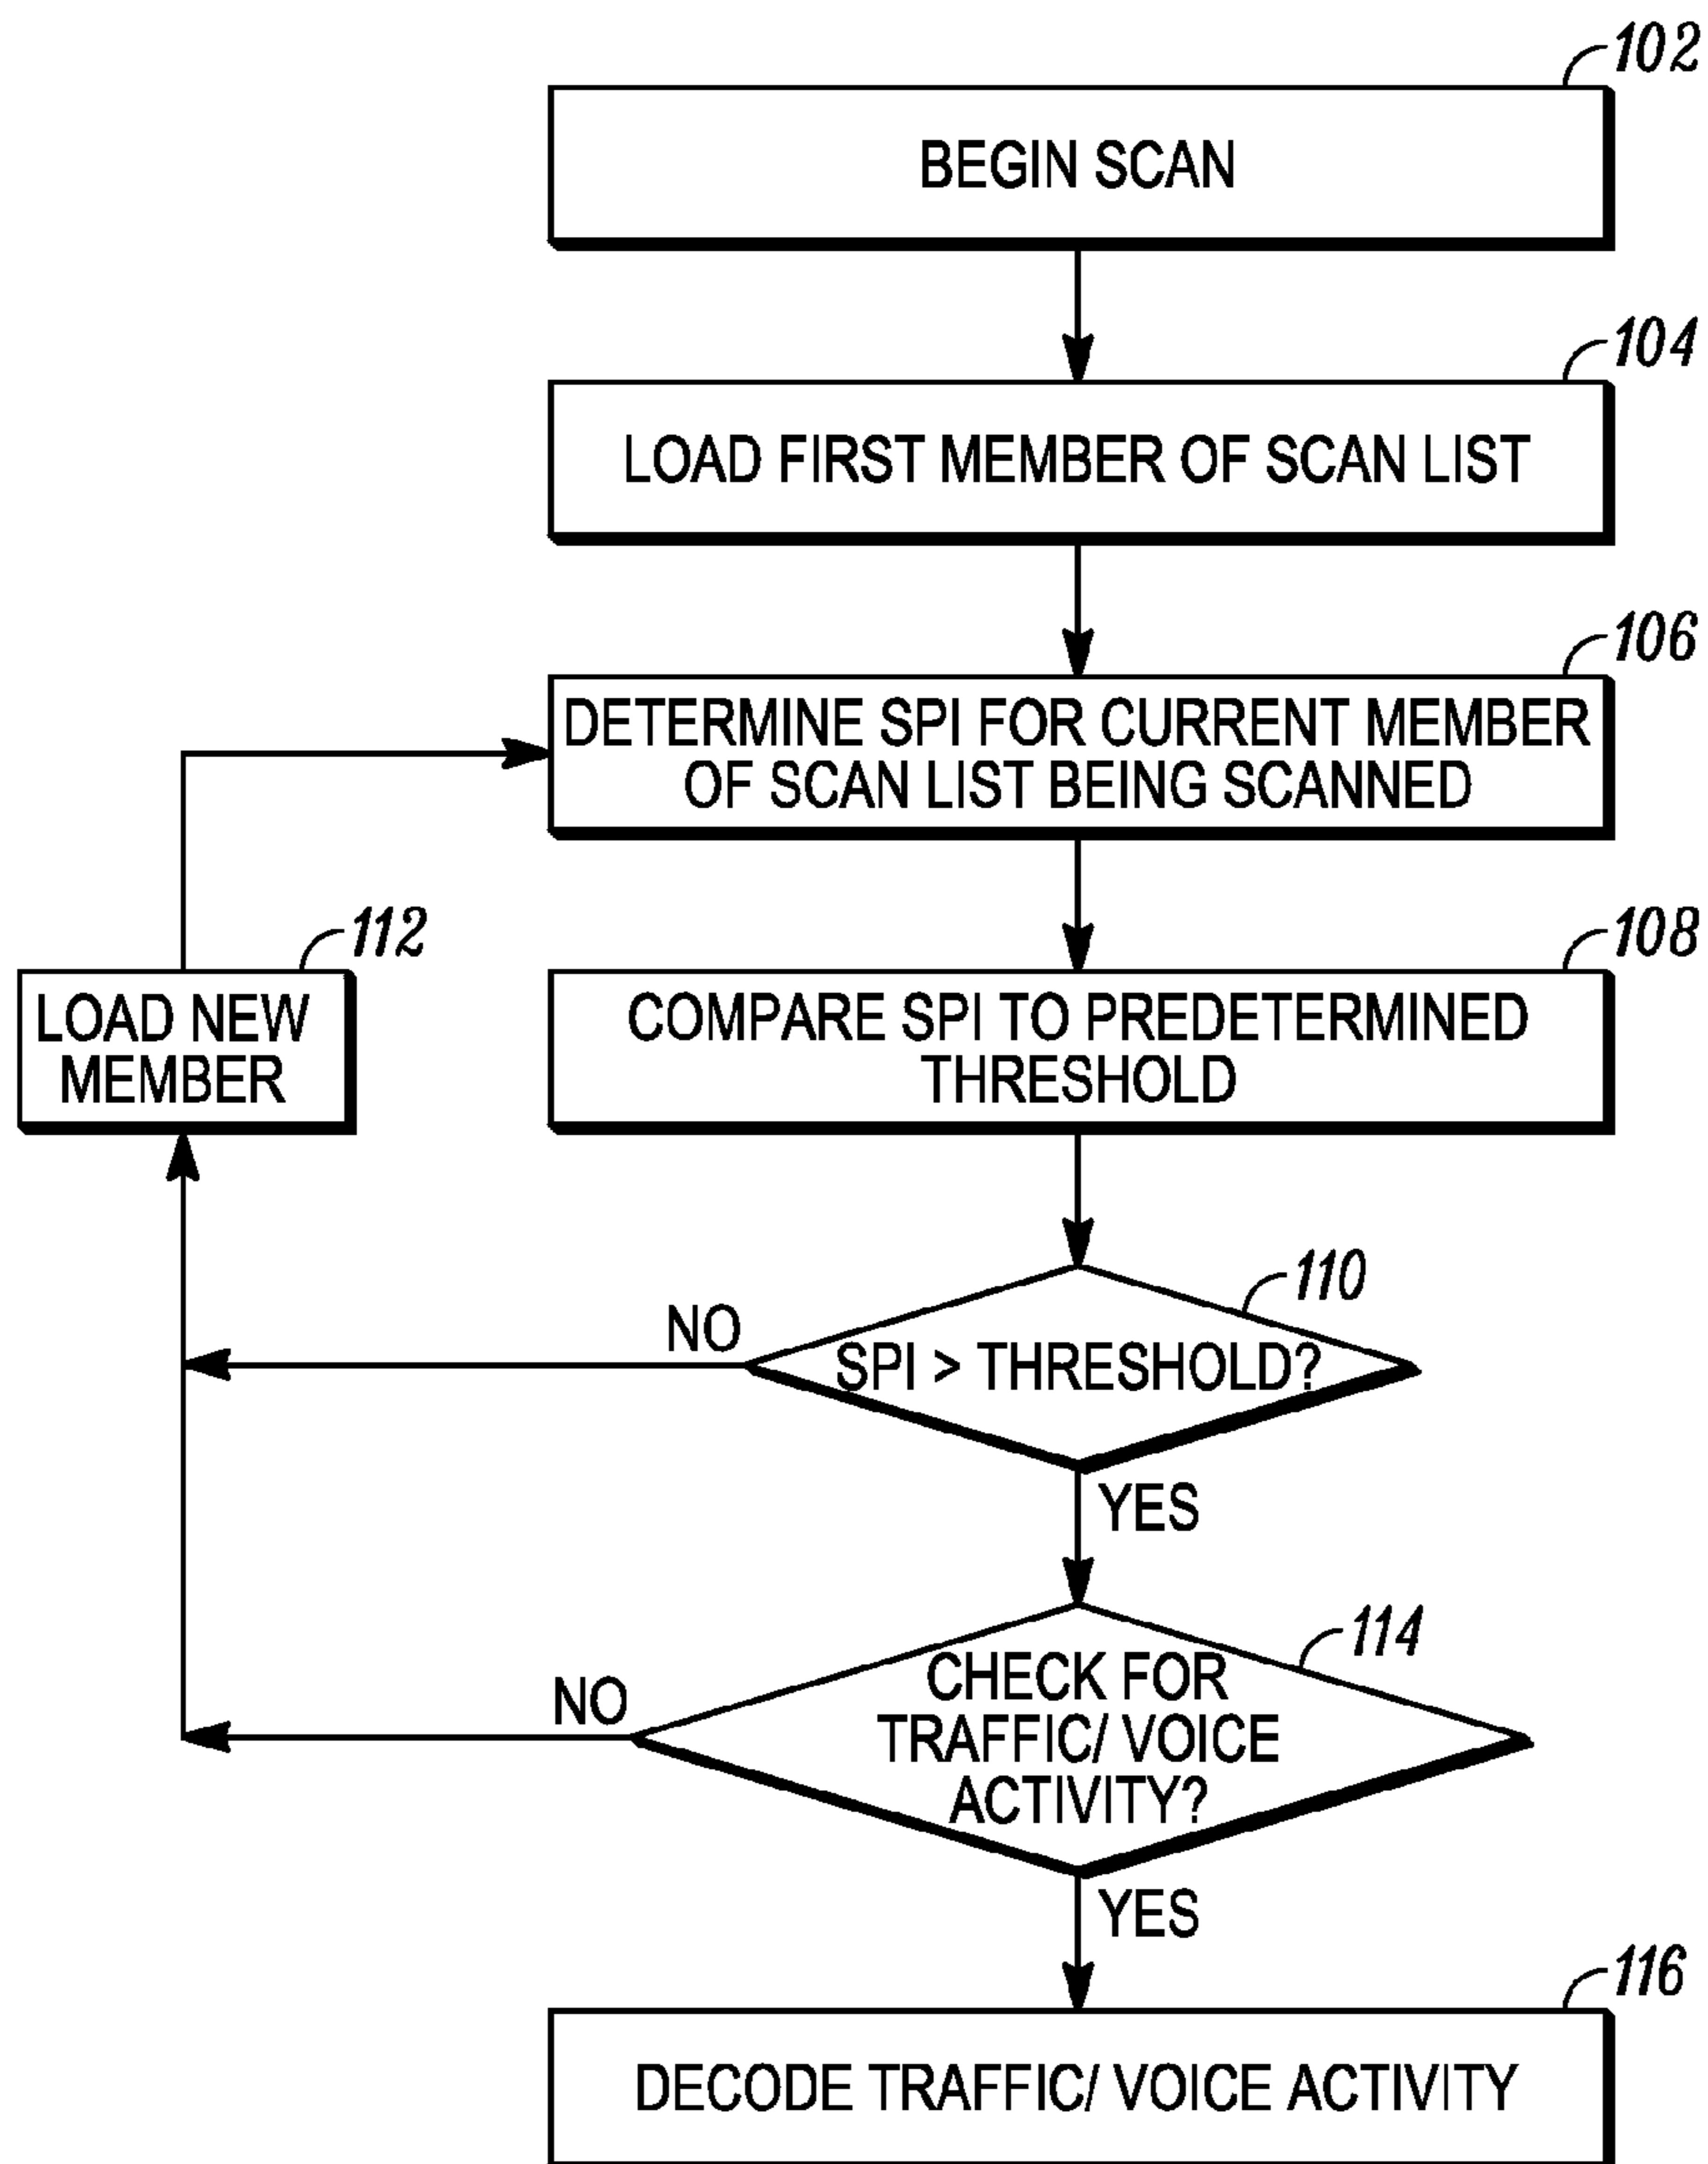 102
BEGIN SCAN
104
LOAD FIRST MEMBER OF SCAN LIST
106
DETERMINE SPI FOR CURRENT MEMBER
OF SCAN LIST BEING SCANNED
112
LOAD NEW
MEMBER
108
COMPARE SPI TO PREDETERMINED
THRESHOLD
110
NO
SPI > THRESHOLD?
YES
114
NO
CHECK FOR
TRAFFIC/ VOICE
ACTIVITY?
YES
116
DECODE TRAFFIC/ VOICE ACTIVITY